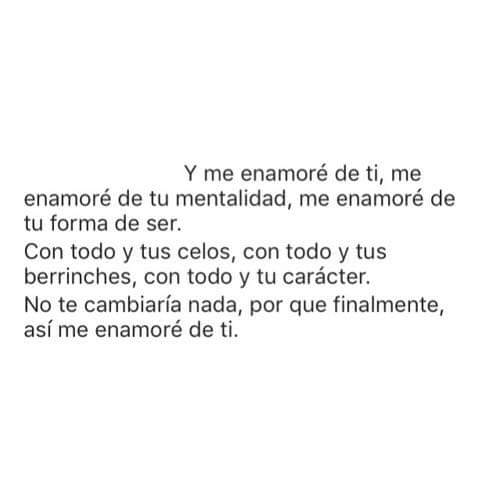 Y me enamoré de ti, me
enamoré de tu mentalidad, me enamoré de
tu forma de ser.
Con todo y tus celos, con todo y tus
berrinches, con todo y tu carácter.
No te cambiaría nada, por que finalmente,
así me enamoré de ti.